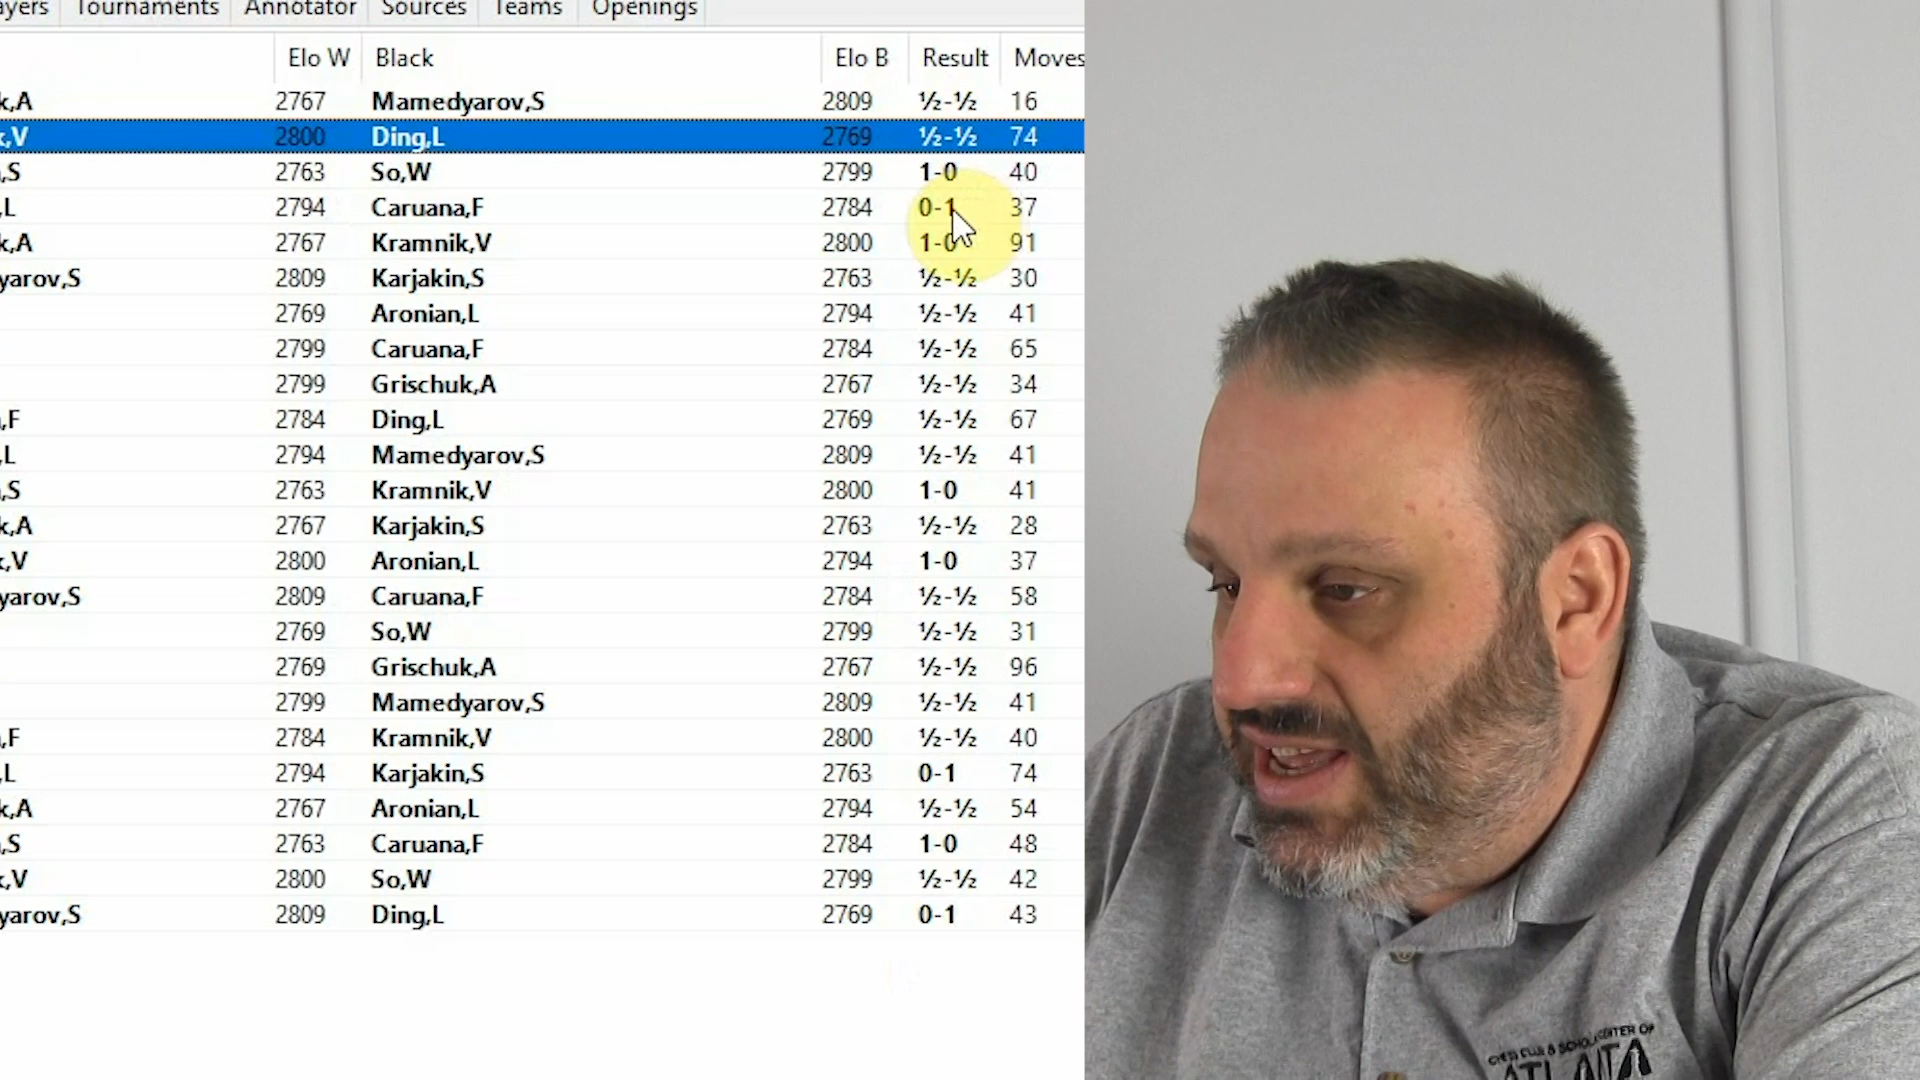 ayers Tournaments Annotator Sources Teams Openings
Elo W Black Elo B Result Moves
k,A 2767 Mamedyarov,S 2809 ½-½ 16
k,V 2800 Ding,L 2769 ½-½ 74
,S 2763 So,W 2799 1-0 40
,L 2794 Caruana,F 2784 0-1 37
k,A 2767 Kramnik,V 2800 1-0 91
yarov,S 2809 Karjakin,S 2763 ½-½ 30
2769 Aronian,L 2794 ½-½ 41
2799 Caruana,F 2784 ½-½ 65
2799 Grischuk,A 2767 ½-½ 34
,F 2784 Ding,L 2769 ½-½ 67
,L 2794 Mamedyarov,S 2809 ½-½ 41
,S 2763 Kramnik,V 2800 1-0 41
k,A 2767 Karjakin,S 2763 ½-½ 28
k,V 2800 Aronian,L 2794 1-0 37
yarov,S 2809 Caruana,F 2784 ½-½ 58
2769 So,W 2799 ½-½ 31
2769 Grischuk,A 2767 ½-½ 96
2799 Mamedyarov,S 2809 ½-½ 41
,F 2784 Kramnik,V 2800 ½-½ 40
,L 2794 Karjakin,S 2763 0-1 74
k,A 2767 Aronian,L 2794 ½-½ 54
,S 2763 Caruana,F 2784 1-0 48
k,V 2800 So,W 2799 ½-½ 42
yarov,S 2809 Ding,L 2769 0-1 43
CHESS CLUB & SCHOLASTIC CENTER OF
ATLANTA